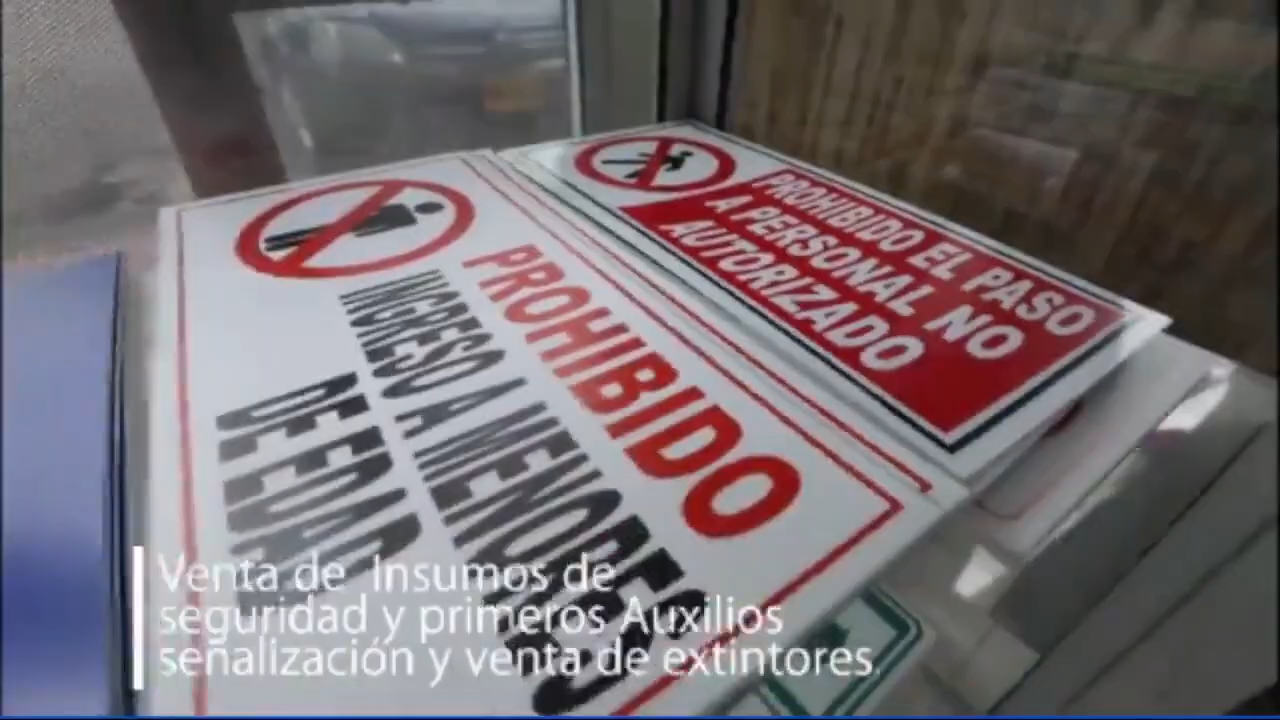 PROHIBIDO EL PASO
A PERSONAL NO
AUTORIZADO
PROHIBIDO
INGRESO A MENORES
DE EDAD
Venta de Insumos de
seguridad y primeros Auxilios
señalización y venta de extintores.